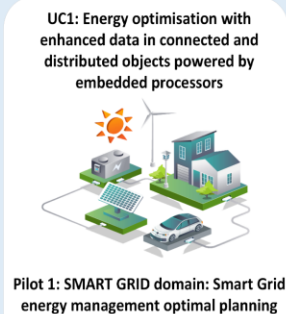 UC1: Energy optimisation with
enhanced data in connected and
distributed objects powered by
embedded processors
Pilot 1: SMART GRID domain: Smart Grid
energy management optimal planning